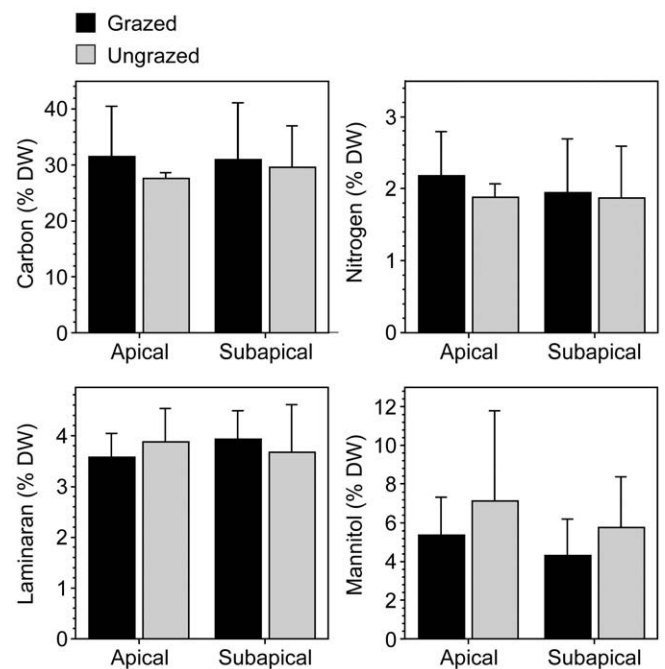 Grazed
Ungrazed
Carbon (% DW)
40
30
20
10
0
Apical
Subapical
Nitrogen (% DW)
3
2
1
0
Apical
Subapical
Laminaran (% DW)
4
3
2
1
0
Apical
Subapical
Mannitol (% DW)
12
10
8
6
4
2
0
Apical
Subapical